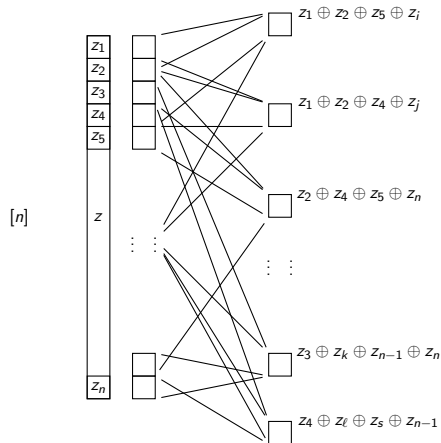 z₁ ⊕ z₂ ⊕ z₅ ⊕ zᵢ
z₁
z₂
z₃
z₄
z₅
z₁ ⊕ z₂ ⊕ z₄ ⊕ zⱼ
z₂ ⊕ z₄ ⊕ z₅ ⊕ zₙ
[n]
z
⋮ ⋮
⋮ ⋮
z₃ ⊕ zₖ ⊕ zₙ₋₁ ⊕ zₙ
zₙ
z₄ ⊕ z_ℓ ⊕ zₛ ⊕ zₙ₋₁